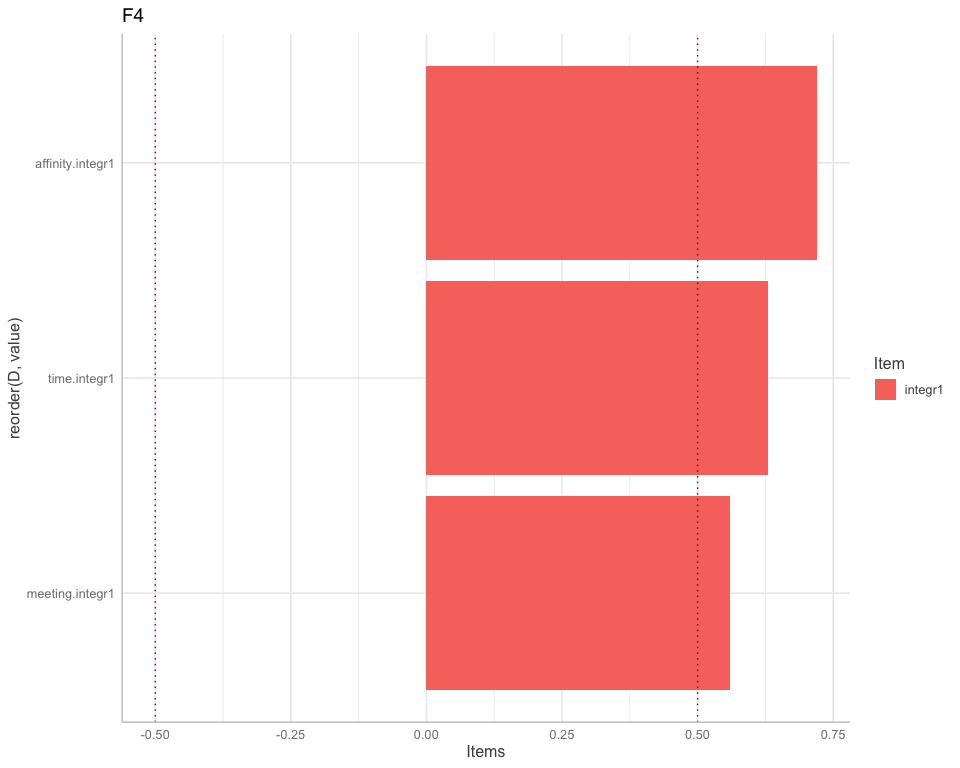 F4
reorder(D, value)
affinity.integr1
time.integr1
meeting.integr1
-0.50 -0.25 0.00 0.25 0.50 0.75
Items
Item
integr1